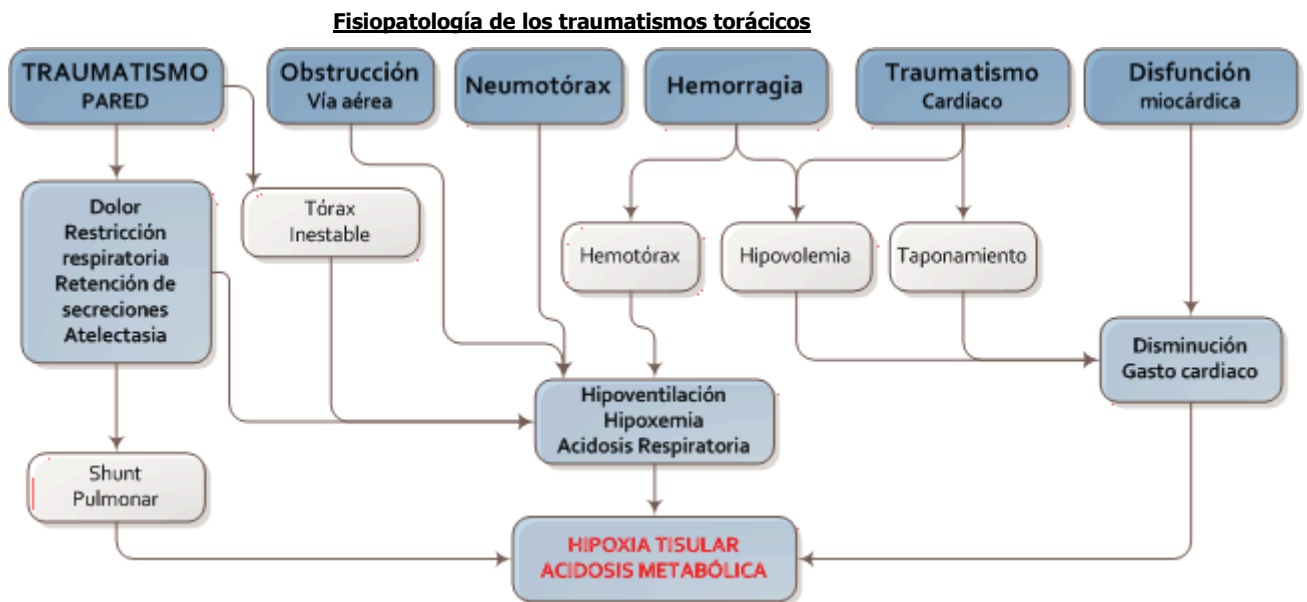 Fisiopatología de los traumatismos torácicos
TRAUMATISMO
PARED
Obstrucción
Vía aérea
Neumotórax
Hemorragia
Traumatismo
Cardíaco
Disfunción
miocárdica
Dolor
Restricción
respiratoria
Retención de
secreciones
Atelectasia
Tórax
Inestable
Hemotórax
Hipovolemia
Taponamiento
Disminución
Gasto cardiaco
Hipoventilación
Hipoxemia
Acidosis Respiratoria
Shunt
Pulmonar
HIPOXIA TISULAR
ACIDOSIS METABÓLICA